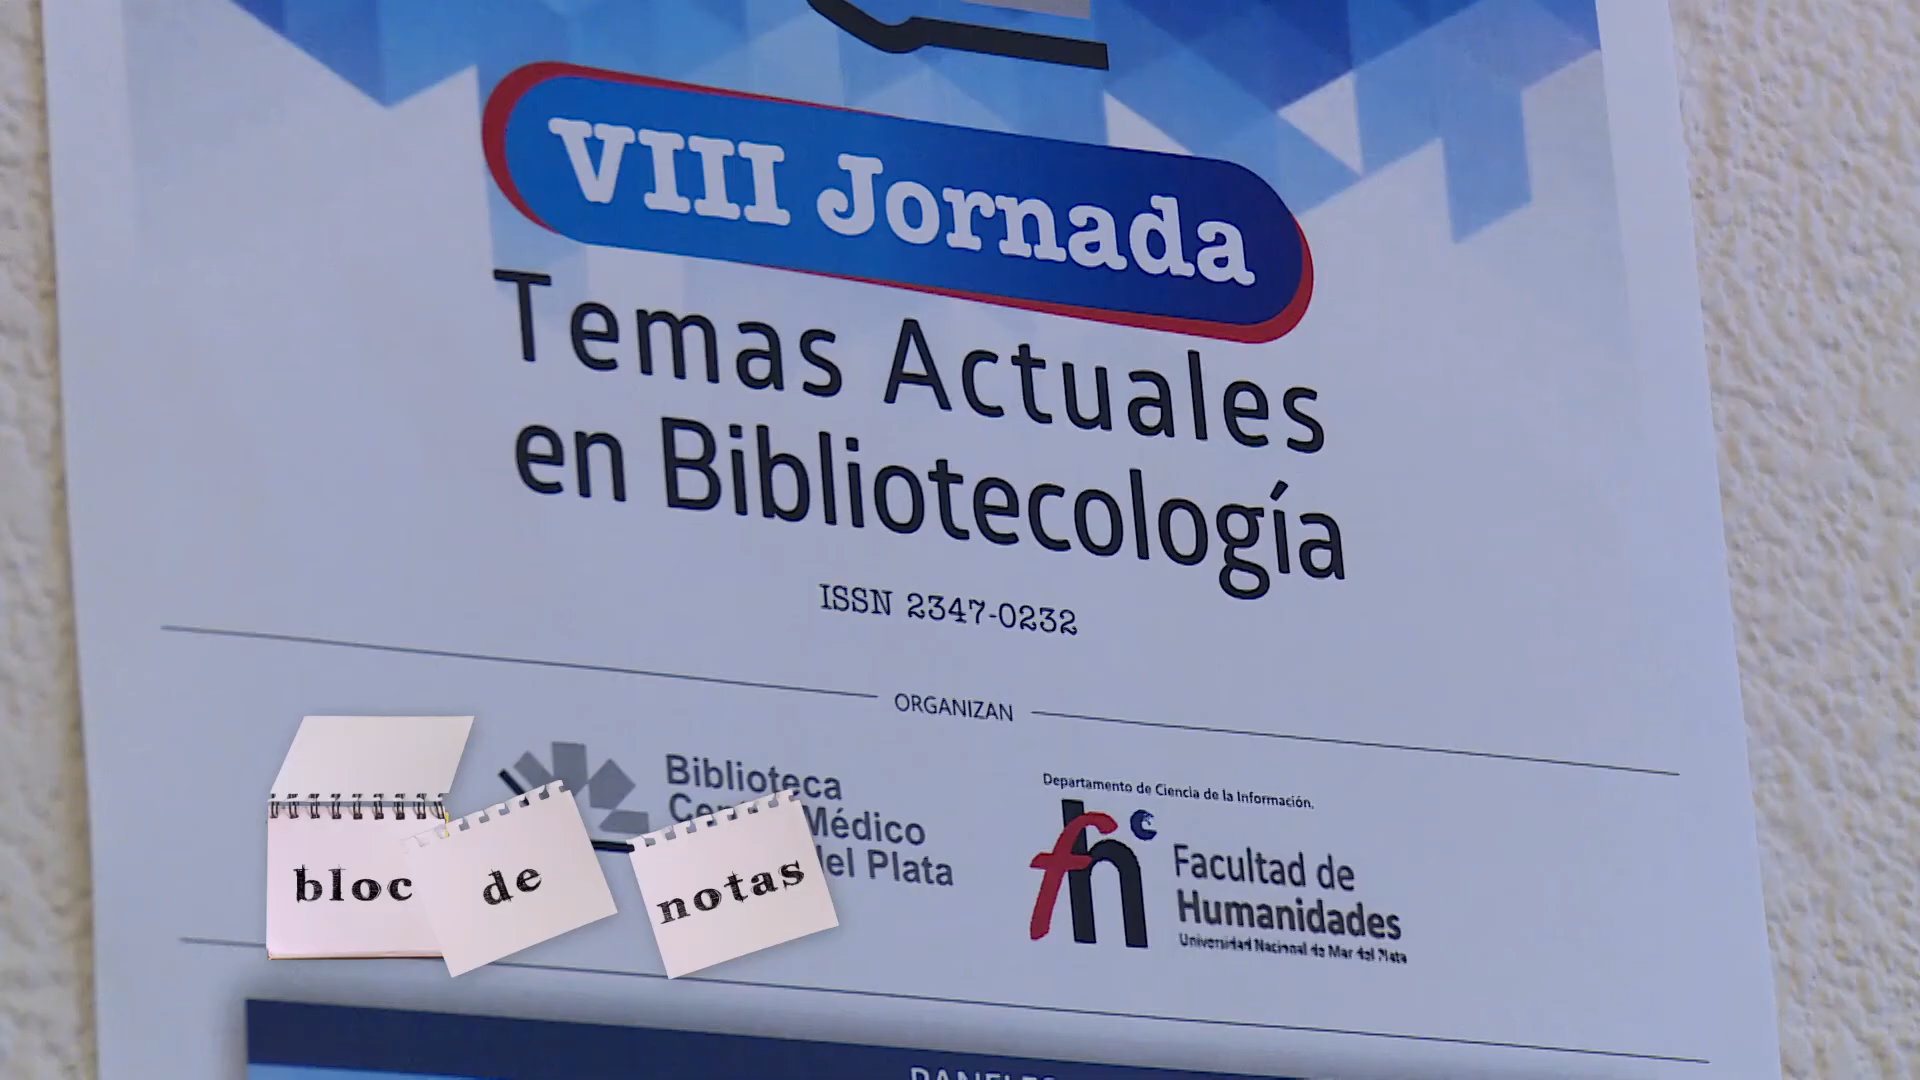 VIII Jornada
Temas Actuales
en Bibliotecología
ISSN 2347-0232
ORGANIZAN
Biblioteca
Médico
del Plata
Departamento de Ciencia de la Información.
fh c
Facultad de
Humanidades
Universidad Nacional de Mar del Plata
bloc de notas